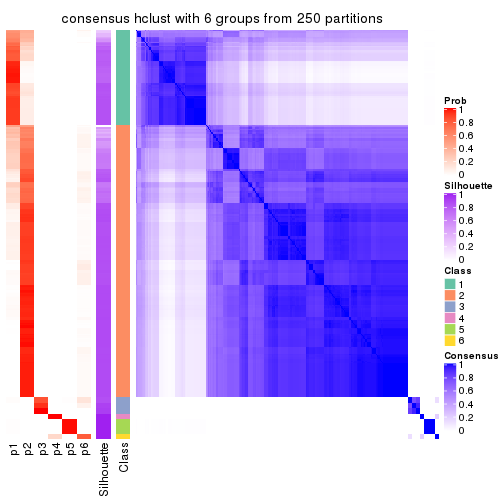 consensus hclust with 6 groups from 250 partitions
Prob
1
0.8
0.6
0.4
0.2
0
Silhouette
1
0.8
0.6
0.4
0.2
0
Class
1
2
3
4
5
6
Consensus
1
0.8
0.6
0.4
0.2
0
p1
p2
p3
p4
p5
p6
Silhouette
Class